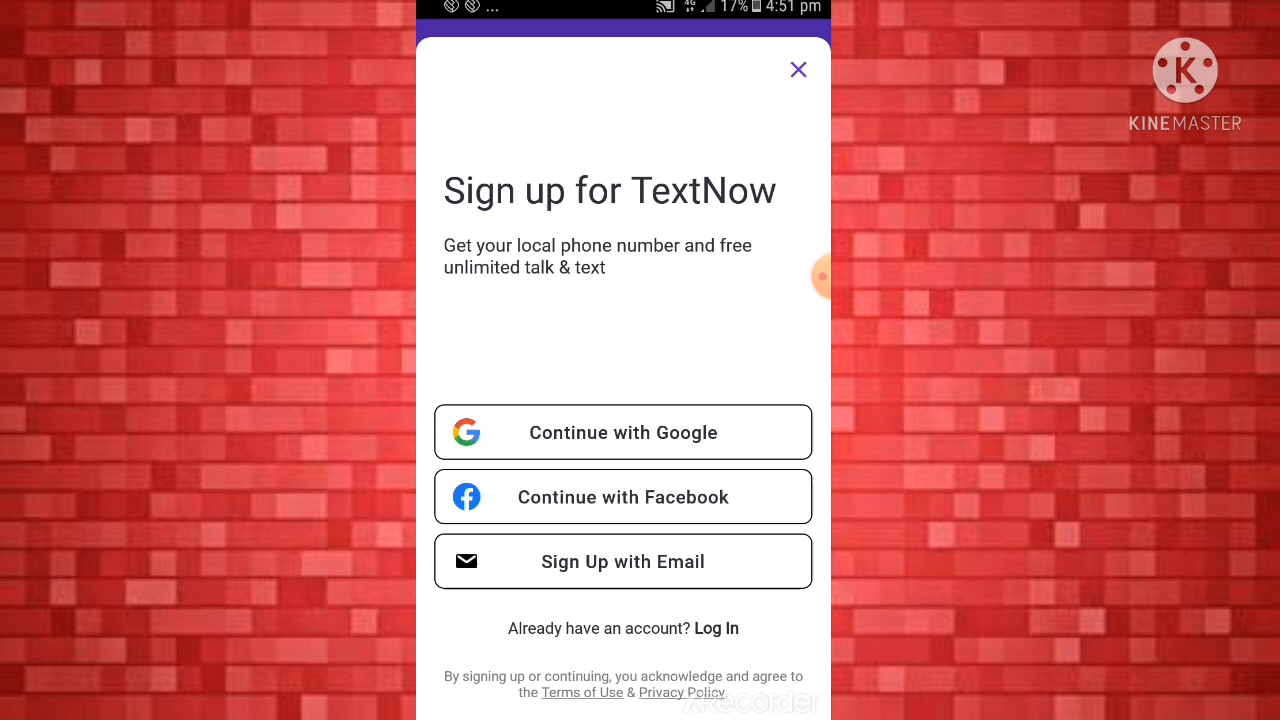 ... 4G 17% 4:51 pm
KINEMASTER
Sign up for TextNow
Get your local phone number and free
unlimited talk & text
Continue with Google
Continue with Facebook
Sign Up with Email
Already have an account? Log In
By signing up or continuing, you acknowledge and agree to
the Terms of Use & Privacy Policy.
XRecorder